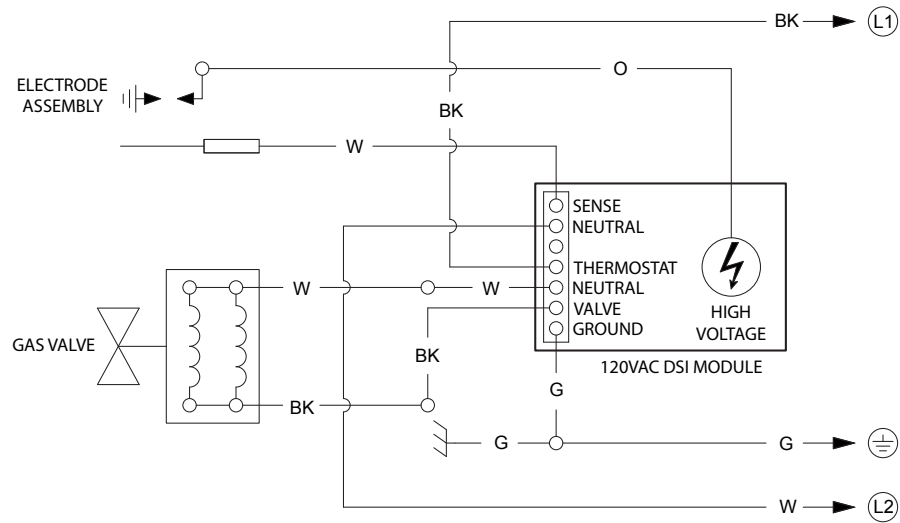 BK
L1
O
ELECTRODE
ASSEMBLY
BK
W
SENSE
NEUTRAL
THERMOSTAT
W
W
NEUTRAL
VALVE
GROUND
HIGH
VOLTAGE
GAS VALVE
BK
120VAC DSI MODULE
G
BK
G
G
W
L2